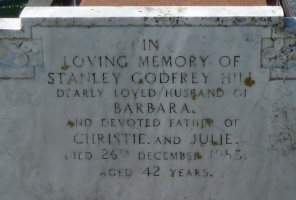 IN
LOVING MEMORY OF
STANLEY GODFREY HILL
DEARLY LOVED HUSBAND OF
BARBARA.
AND DEVOTED FATHER OF
CHRISTIE. AND JULIE.
DIED 26TH DECEMBER
AGED 42 YEARS.